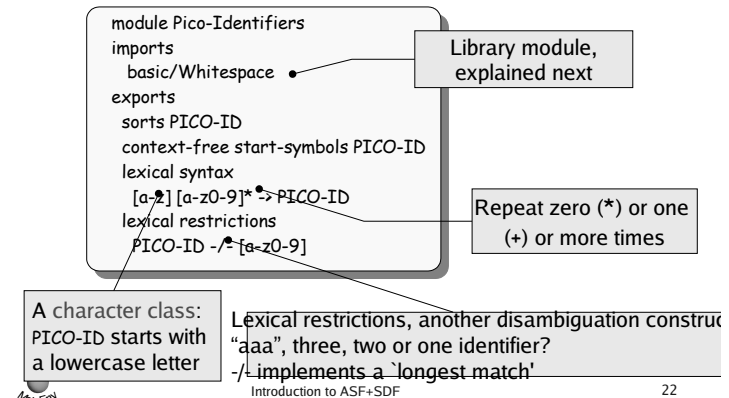 module Pico-Identifiers
imports
basic/Whitespace
exports
sorts PICO-ID
context-free start-symbols PICO-ID
lexical syntax
[a-z] [a-z0-9]* -> PICO-ID
lexical restrictions
PICO-ID -/- [a-z0-9]
Library module,
explained next
Repeat zero (*) or one
(+) or more times
A character class:
PICO-ID starts with
a lowercase letter
Lexical restrictions, another disambiguation
"aaa", three, two or one identifier?
-/- implements a `longest match'
Introduction to ASF+SDF
22